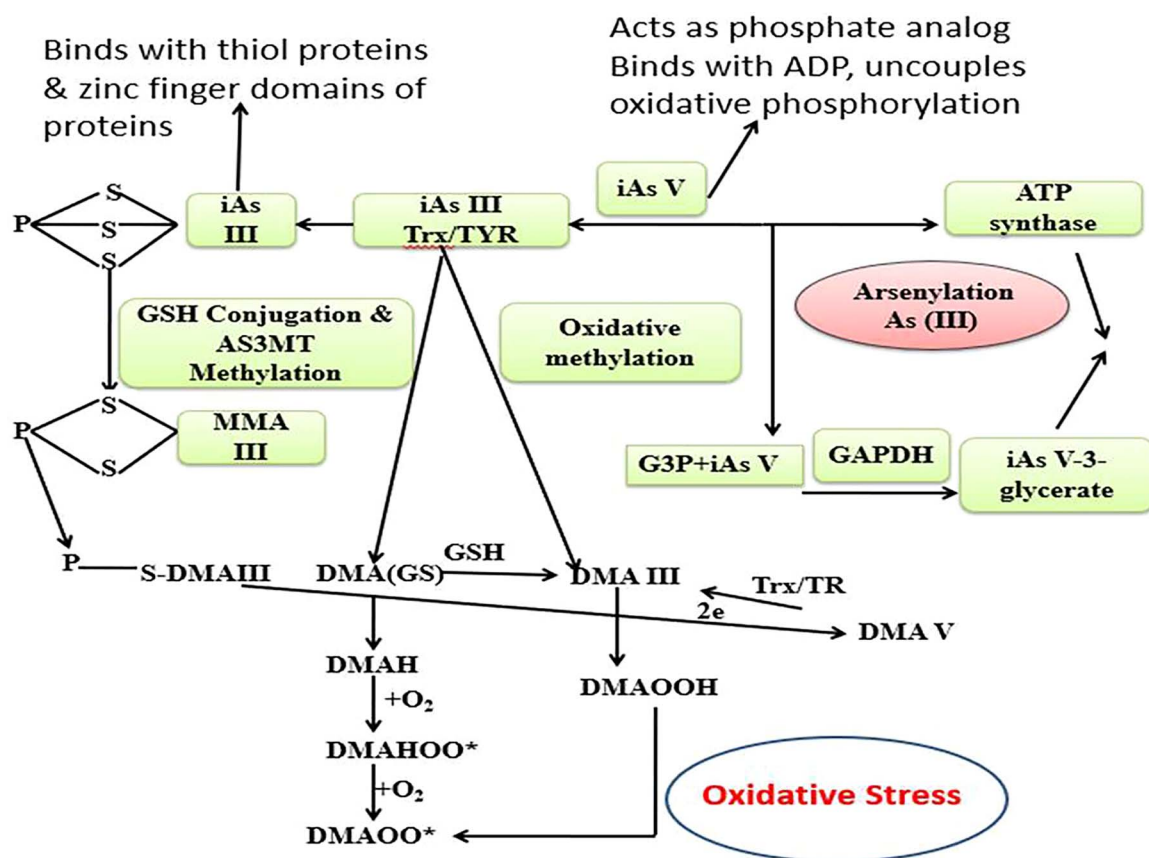 Binds with thiol proteins
& zinc finger domains of
proteins
Acts as phosphate analog
Binds with ADP, uncouples
oxidative phosphorylation
P
S
S
S
iAs
III
iAs III
Trx/TYR
iAs V
ATP
synthase
GSH Conjugation &
AS3MT
Methylation
Oxidative
methylation
Arsenylation
As (III)
P
S
S
MMA
III
G3P+iAs V
GAPDH
iAs V-3-
glycerate
P
S-DMAIII
DMA(GS)
GSH
DMA III
Trx/TR
2e
DMA V
DMAH
+O₂
DMAOOH
DMAHOO*
+O₂
DMAOO*
Oxidative Stress